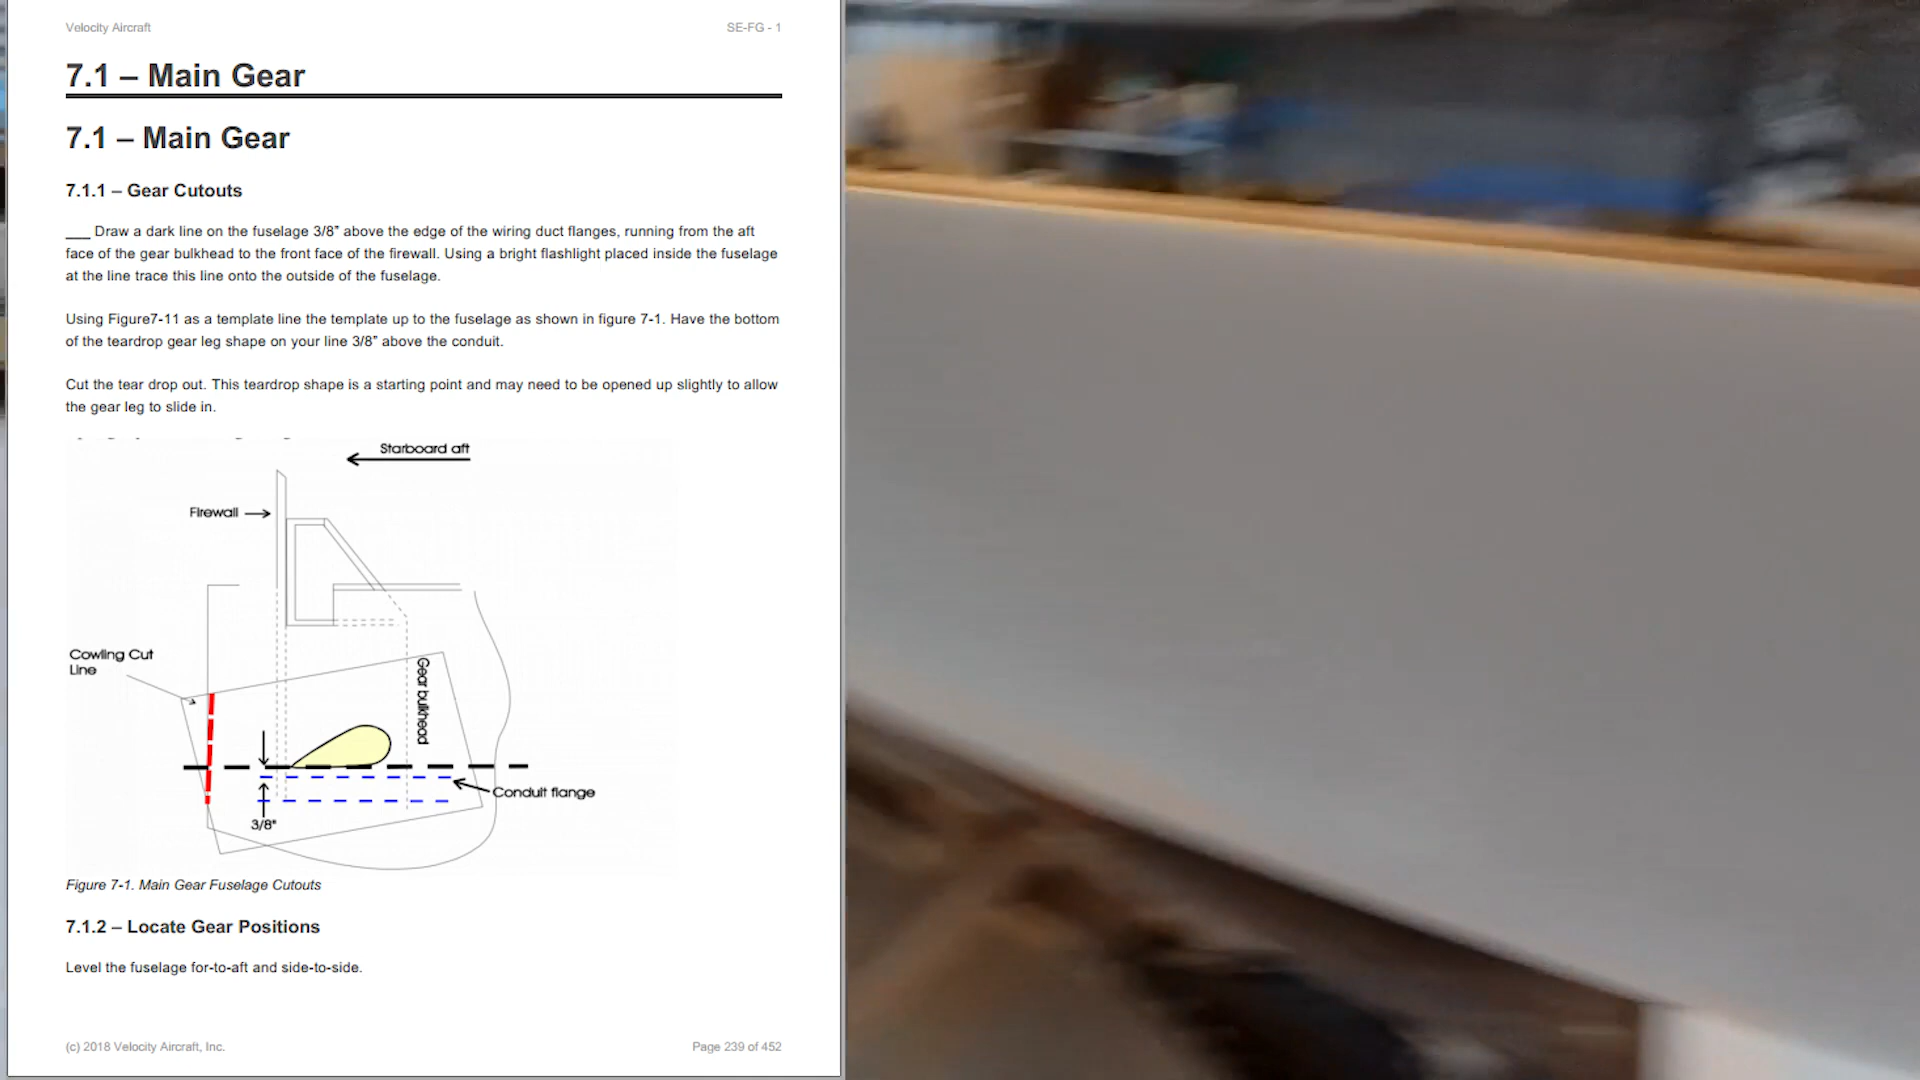 Velocity Aircraft
SE-FG - 1
7.1 – Main Gear
7.1 – Main Gear
7.1.1 – Gear Cutouts
___ Draw a dark line on the fuselage 3/8” above the edge of the wiring duct flanges, running from the aft
face of the gear bulkhead to the front face of the firewall. Using a bright flashlight placed inside the fuselage
at the line trace this line onto the outside of the fuselage.
Using Figure7-11 as a template line the template up to the fuselage as shown in figure 7-1. Have the bottom
of the teardrop gear leg shape on your line 3/8” above the conduit.
Cut the tear drop out. This teardrop shape is a starting point and may need to be opened up slightly to allow
the gear leg to slide in.
Starboard aft
Firewall
Cowling Cut
Line
Gear bulkhead
Conduit flange
3/8"
Figure 7-1. Main Gear Fuselage Cutouts
7.1.2 – Locate Gear Positions
Level the fuselage for-to-aft and side-to-side.
(c) 2018 Velocity Aircraft, Inc.
Page 239 of 452